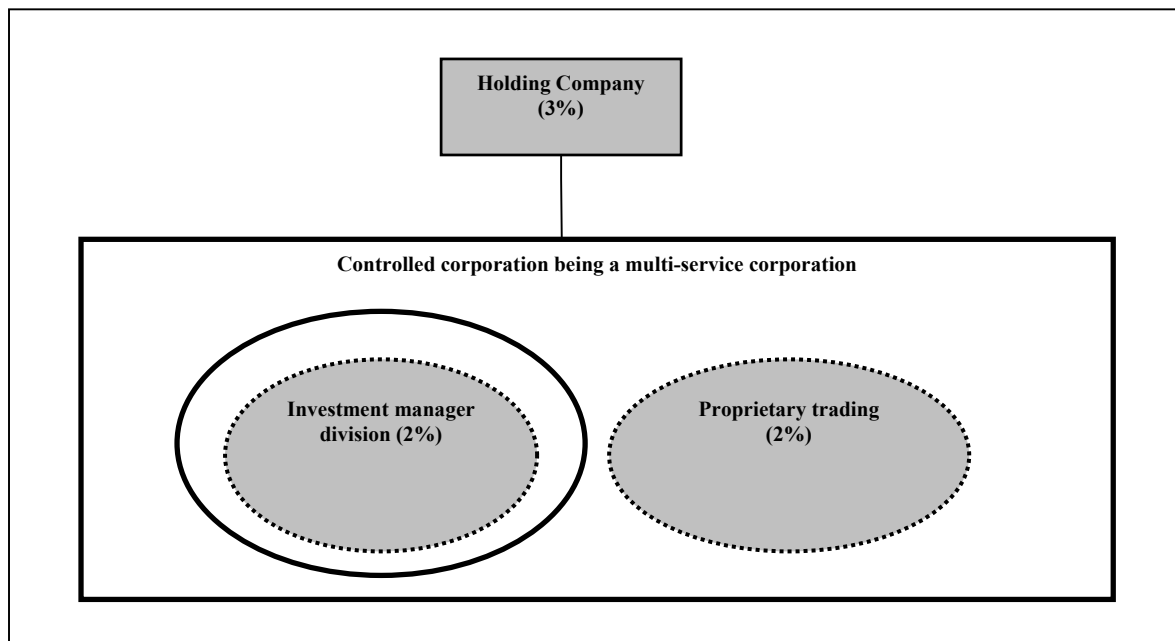 Holding Company
(3%)
Controlled corporation being a multi-service corporation
Investment manager
division (2%)
Proprietary trading
(2%)